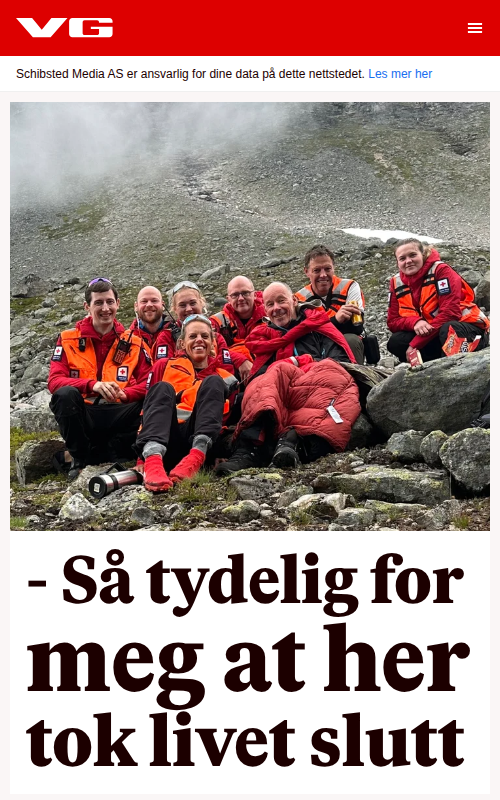 VG
Schibsted Media AS er ansvarlig for dine data på dette nettstedet. Les mer her
- Så tydelig for
meg at her
tok livet slutt